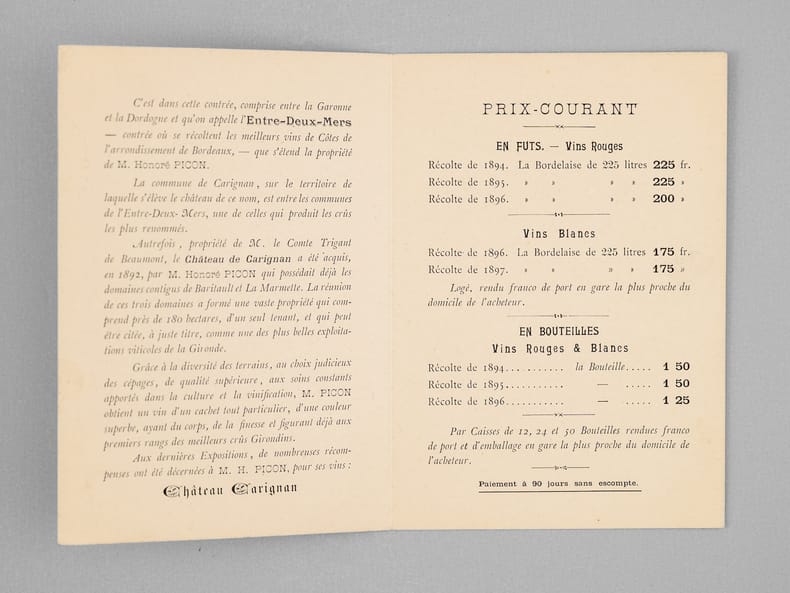 C'est dans cette contrée, comprise entre la Garonne
et la Dordogne et qu'on appelle l'Entre-Deux-Mers
— contrée où se récoltent les meilleurs vins de Côtes de
l'arrondissement de Bordeaux, — que s'étend la propriété
de M. Honoré PICON.
La commune de Carignan, sur le territoire de
laquelle s'élève le château de ce nom, est entre les communes
de l'Entre-Deux-Mers, une de celles qui produit les crûs
les plus renommés.
Autrefois, propriété de M. le Comte Trigant
de Beaumont, le Château de Carignan a été acquis,
en 1892, par M. Honoré PICON qui possédait déjà les
domaines contigus de Baritault et La Marmette. La réunion
de ces trois domaines a formé une vaste propriété qui com-
prend près de 180 hectares, d'un seul tenant, et qui peut
être citée, à juste titre, comme une des plus belles exploita-
tions viticoles de la Gironde.
Grâce à la diversité des terrains, au choix judicieux
des cépages, de qualité supérieure, aux soins constants
apportés dans la culture et la vinification, M. PICON
obtient un vin d'un cachet tout particulier, d'une couleur
superbe, ayant du corps, de la finesse et figurant déjà aux
premiers rangs des meilleurs crûs Girondins.
Aux dernières Expositions, de nombreuses récom-
penses ont été décernées à M. H. PICON, pour ses vins :
Château Carignan
PRIX-COURANT
EN FUTS. — Vins Rouges
Récolte de 1894. La Bordelaise de 225 litres 225 fr.
Récolte de 1895. » » » » 225 »
Récolte de 1896. » » » » 200 »
Vins Blancs
Récolte de 1896. La Bordelaise de 225 litres 175 fr.
Récolte de 1897. » » » » 175 »
Logé, rendu franco de port en gare la plus proche du
domicile de l'acheteur.
EN BOUTEILLES
Vins Rouges & Blancs
Récolte de 1894... ........ la Bouteille..... 1 50
Récolte de 1895........... — ..... 1 50
Récolte de 1896........... — ..... 1 25
Par Caisses de 12, 24 et 50 Bouteilles rendues franco
de port et d'emballage en gare la plus proche du domicile de
l'acheteur.
Paiement à 90 jours sans escompte.